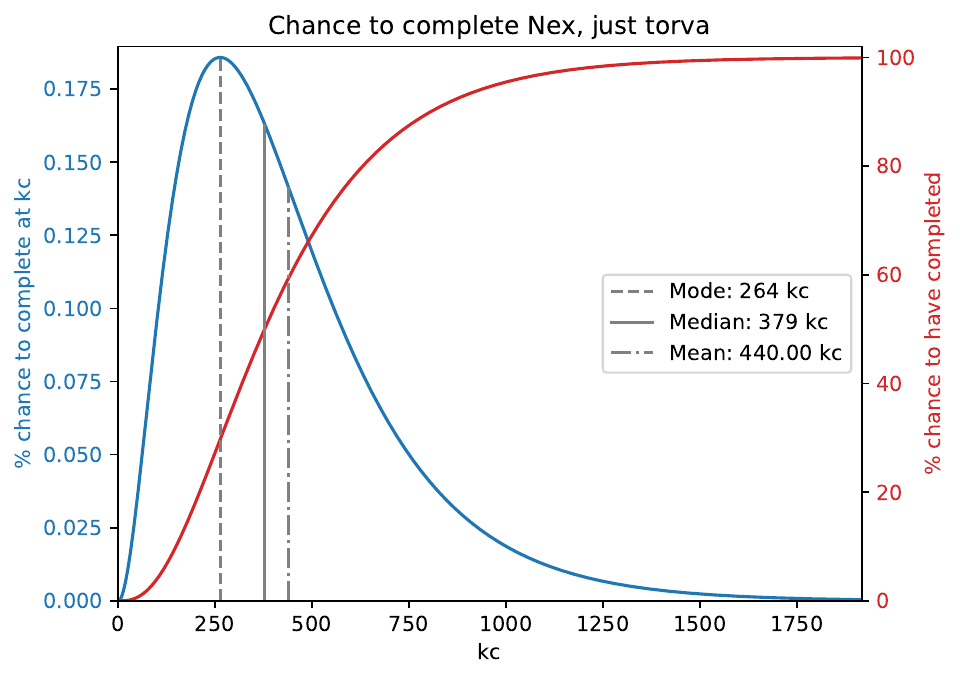 Chance to complete Nex, just torva
% chance to complete at kc
0.175
0.150
0.125
0.100
0.075
0.050
0.025
0.000
100
80
60
40
20
0
% chance to have completed
Mode: 264 kc
Median: 379 kc
Mean: 440.00 kc
0 250 500 750 1000 1250 1500 1750
kc